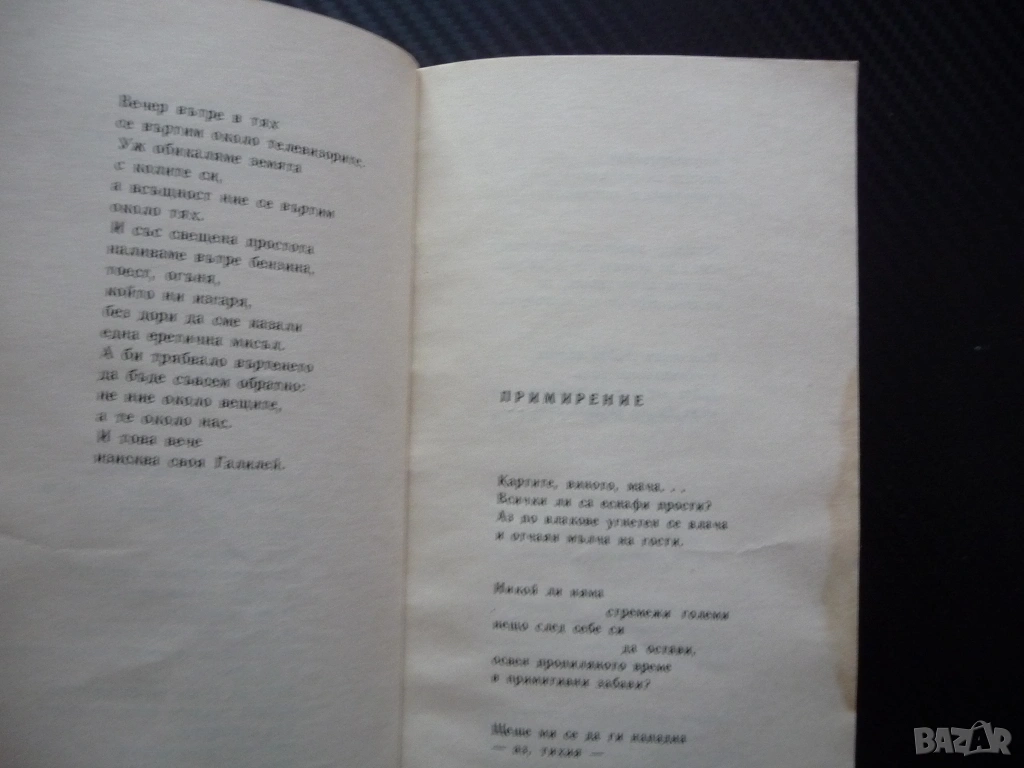 Вечер вътре в тях
се въртим около телевизорите.
Уж обикаляме земята
с колите си,
а всъщност ние се въртим
около тях.
И със свещена простота
наливаме вътре бензина,
тоест, огъня,
който ни изгаря,
без дори да сме казали
една еретична мисъл.
А би трябвало въртенето
да бъде съвсем обратно:
не ние около вещите,
а те около нас.
И това вече
изисква своя Галилей.
ПРИМИРЕНИЕ
Картите, виното, мача...
Всички ли са еснафи прости?
Аз по влакове угнетен се влача
и отчаян мълча на гости.
Никой ли няма
стремежи големи
нещо след себе си
да остави,
освен пропиляното време
в примитивни забави?
Щеше ми се да ги нападна
— аз, тихия —
BAZAR